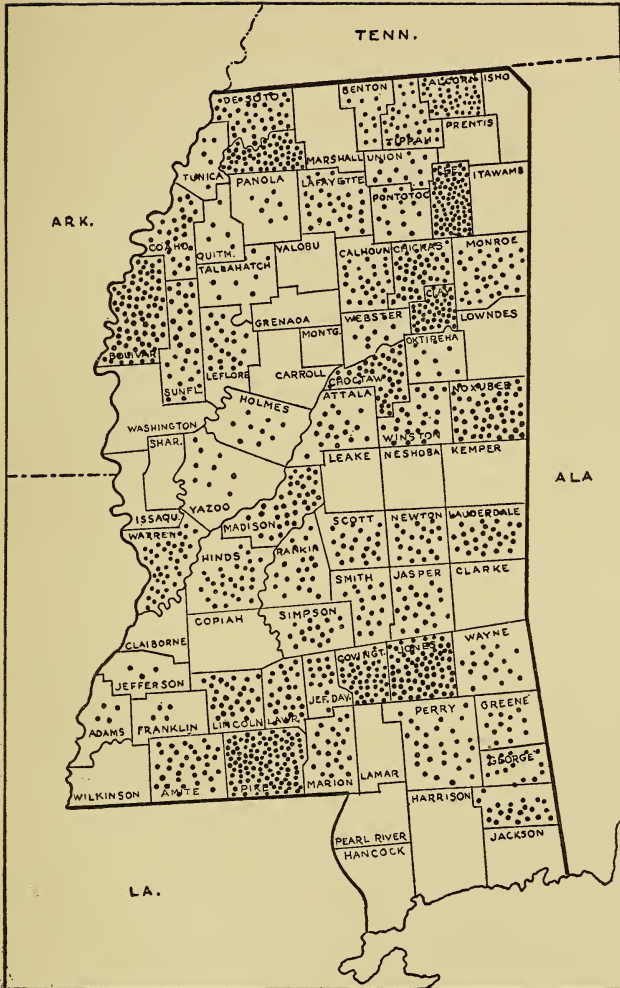 TENN.
BENTON
ALCORN
ISHO
DE SOTO
TIPPAH
PRENTIS
MARSHALL
UNION
TUNICA
PANOLA
LAFAYETTE
LEE
ITAWAMB
ARK.
PONTOTOC
COAHO
QUITM.
YALOBU
CALHOUN
CHICKAS
MONROE
TALLAHATCH
CLAY
GRENADA
WEBSTER
LOWNDES
MONTG.
OKTIBEHA
BOLIVAR
SUNFL.
LEFLORE
CARROLL
CHOCTAW
NOXUBEE
HOLMES
ATTALA
WASHINGTON
WINSTON
SHAR.
LEAKE
NESHOBA
KEMPER
ALA
YAZOO
ISSAQU.
MADISON
SCOTT
NEWTON
LAUDERDALE
WARREN
HINDS
RANKIN
SMITH
JASPER
CLARKE
COPIAH
SIMPSON
CLAIBORNE
COVINGT.
JONES
WAYNE
JEFFERSON
JEF. DAV.
ADAMS
FRANKLIN
LINCOLN
LAWR.
PERRY
GREENE
GEORGE
WILKINSON
AMITE
PIKE
MARION
LAMAR
HARRISON
JACKSON
PEARL RIVER
HANCOCK
LA.